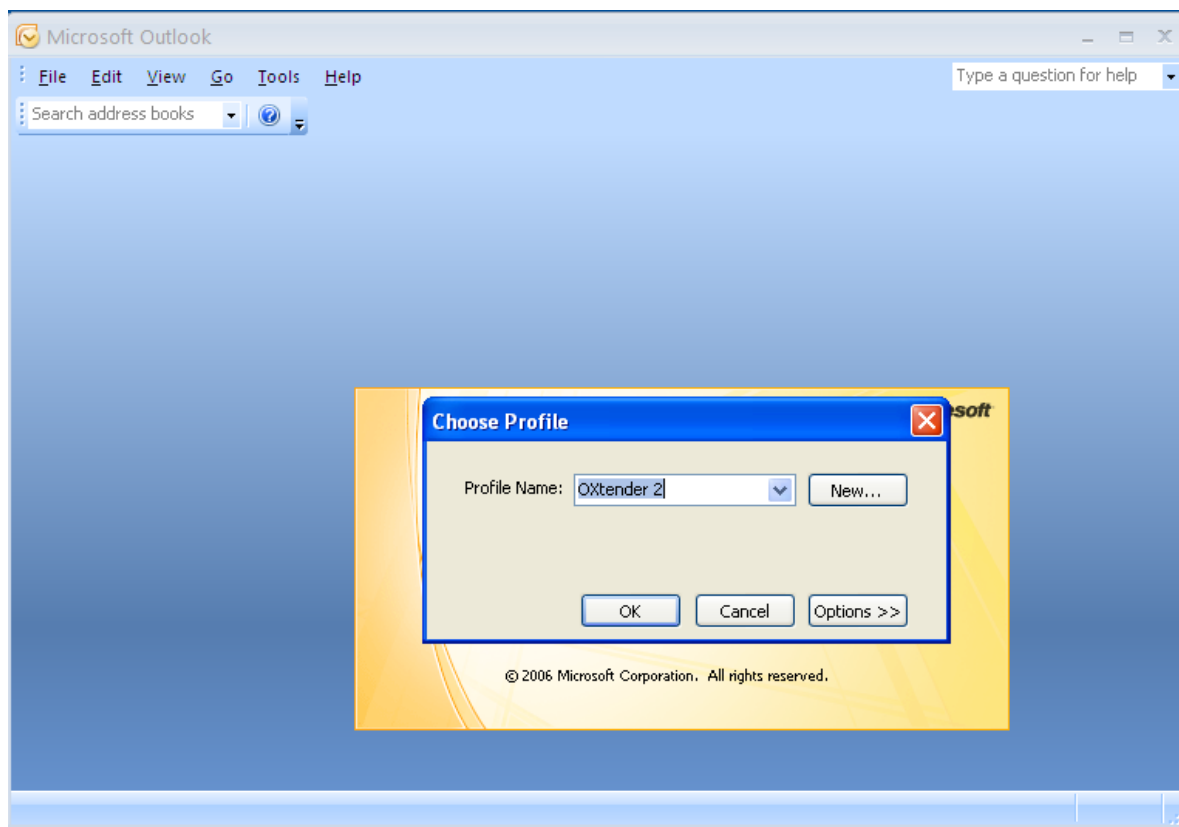 Microsoft Outlook
File Edit View Go Tools Help
Type a question for help
Search address books
soft
Choose Profile
Profile Name: OXtender 2 New...
OK Cancel Options >>
© 2006 Microsoft Corporation. All rights reserved.